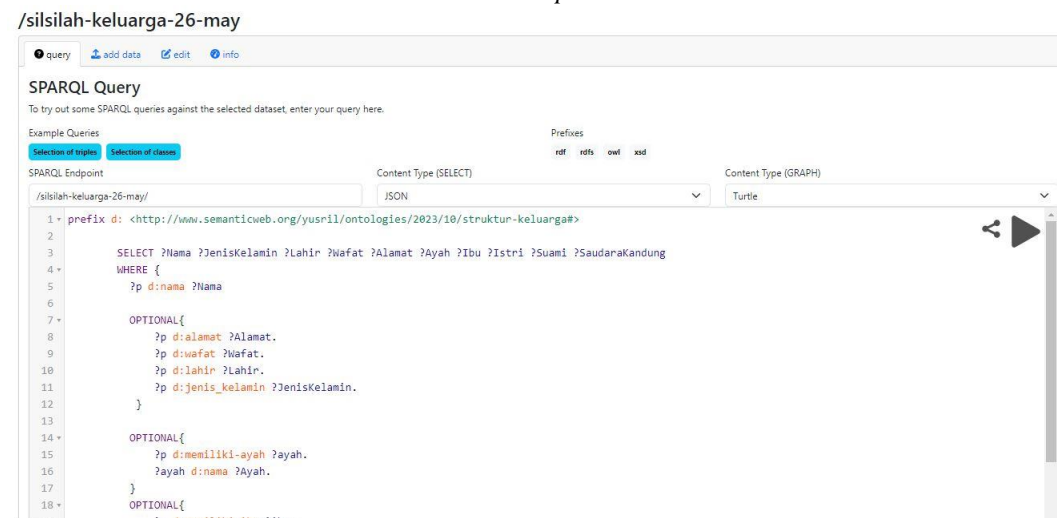 /silsilah-keluarga-26-may
query add data edit info
SPARQL Query
To try out some SPARQL queries against the selected dataset, enter your query here.
Example Queries Prefixes
Selection of triples Selection of classes rdf rdfs owl xsd
SPARQL Endpoint Content Type (SELECT) Content Type (GRAPH)
/silsilah-keluarga-26-may/ JSON Turtle
1 prefix d: <http://www.semanticweb.org/yusril/ontologies/2023/10/struktur-keluarga#>
2
3 SELECT ?Nama ?JenisKelamin ?Lahir ?Wafat ?Alamat ?Ayah ?Ibu ?Istri ?Suami ?SaudaraKandung
4 WHERE {
5 ?p d:nama ?Nama
6
7 OPTIONAL{
8 ?p d:alamat ?Alamat.
9 ?p d:wafat ?Wafat.
10 ?p d:lahir ?Lahir.
11 ?p d:jenis_kelamin ?JenisKelamin.
12 }
13
14 OPTIONAL{
15 ?p d:memiliki-ayah ?ayah.
16 ?ayah d:nama ?Ayah.
17 }
18 OPTIONAL{